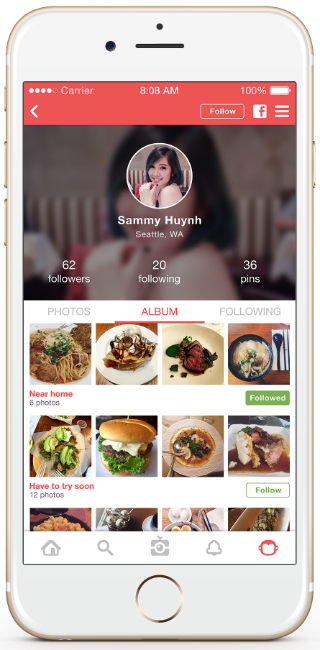 Carrier 8:08 AM 100%
Follow
Sammy Huynh
Seattle, WA
62 20 36
followers following pins
PHOTOS ALBUM FOLLOWING
Near home
6 photos
Followed
Have to try soon
12 photos
Follow